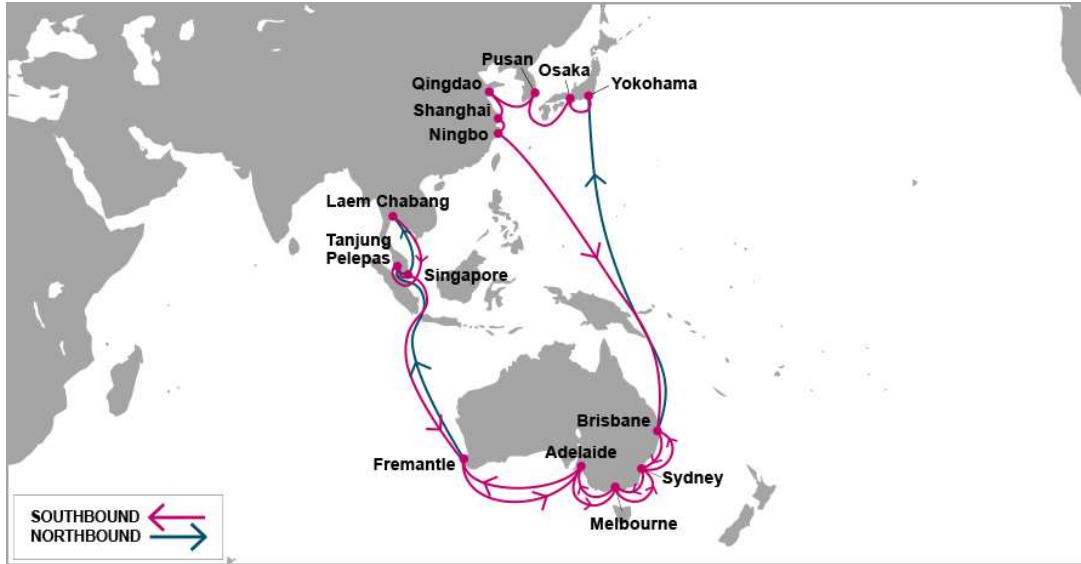 Pusan
Osaka
Qingdao
Yokohama
Shanghai
Ningbo
Laem Chabang
Tanjung
Pelepas
Singapore
Brisbane
Adelaide
Fremantle
Sydney
Melbourne
SOUTHBOUND
NORTHBOUND